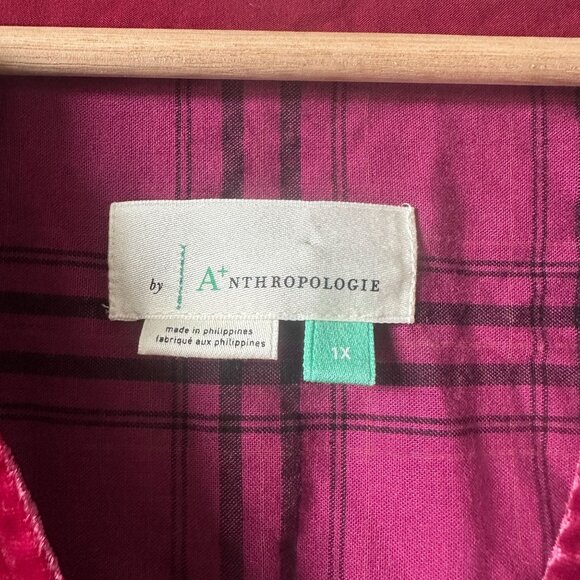 by A+NTHROPOLOGIE
made in philippines
fabriqué aux philippines
1X